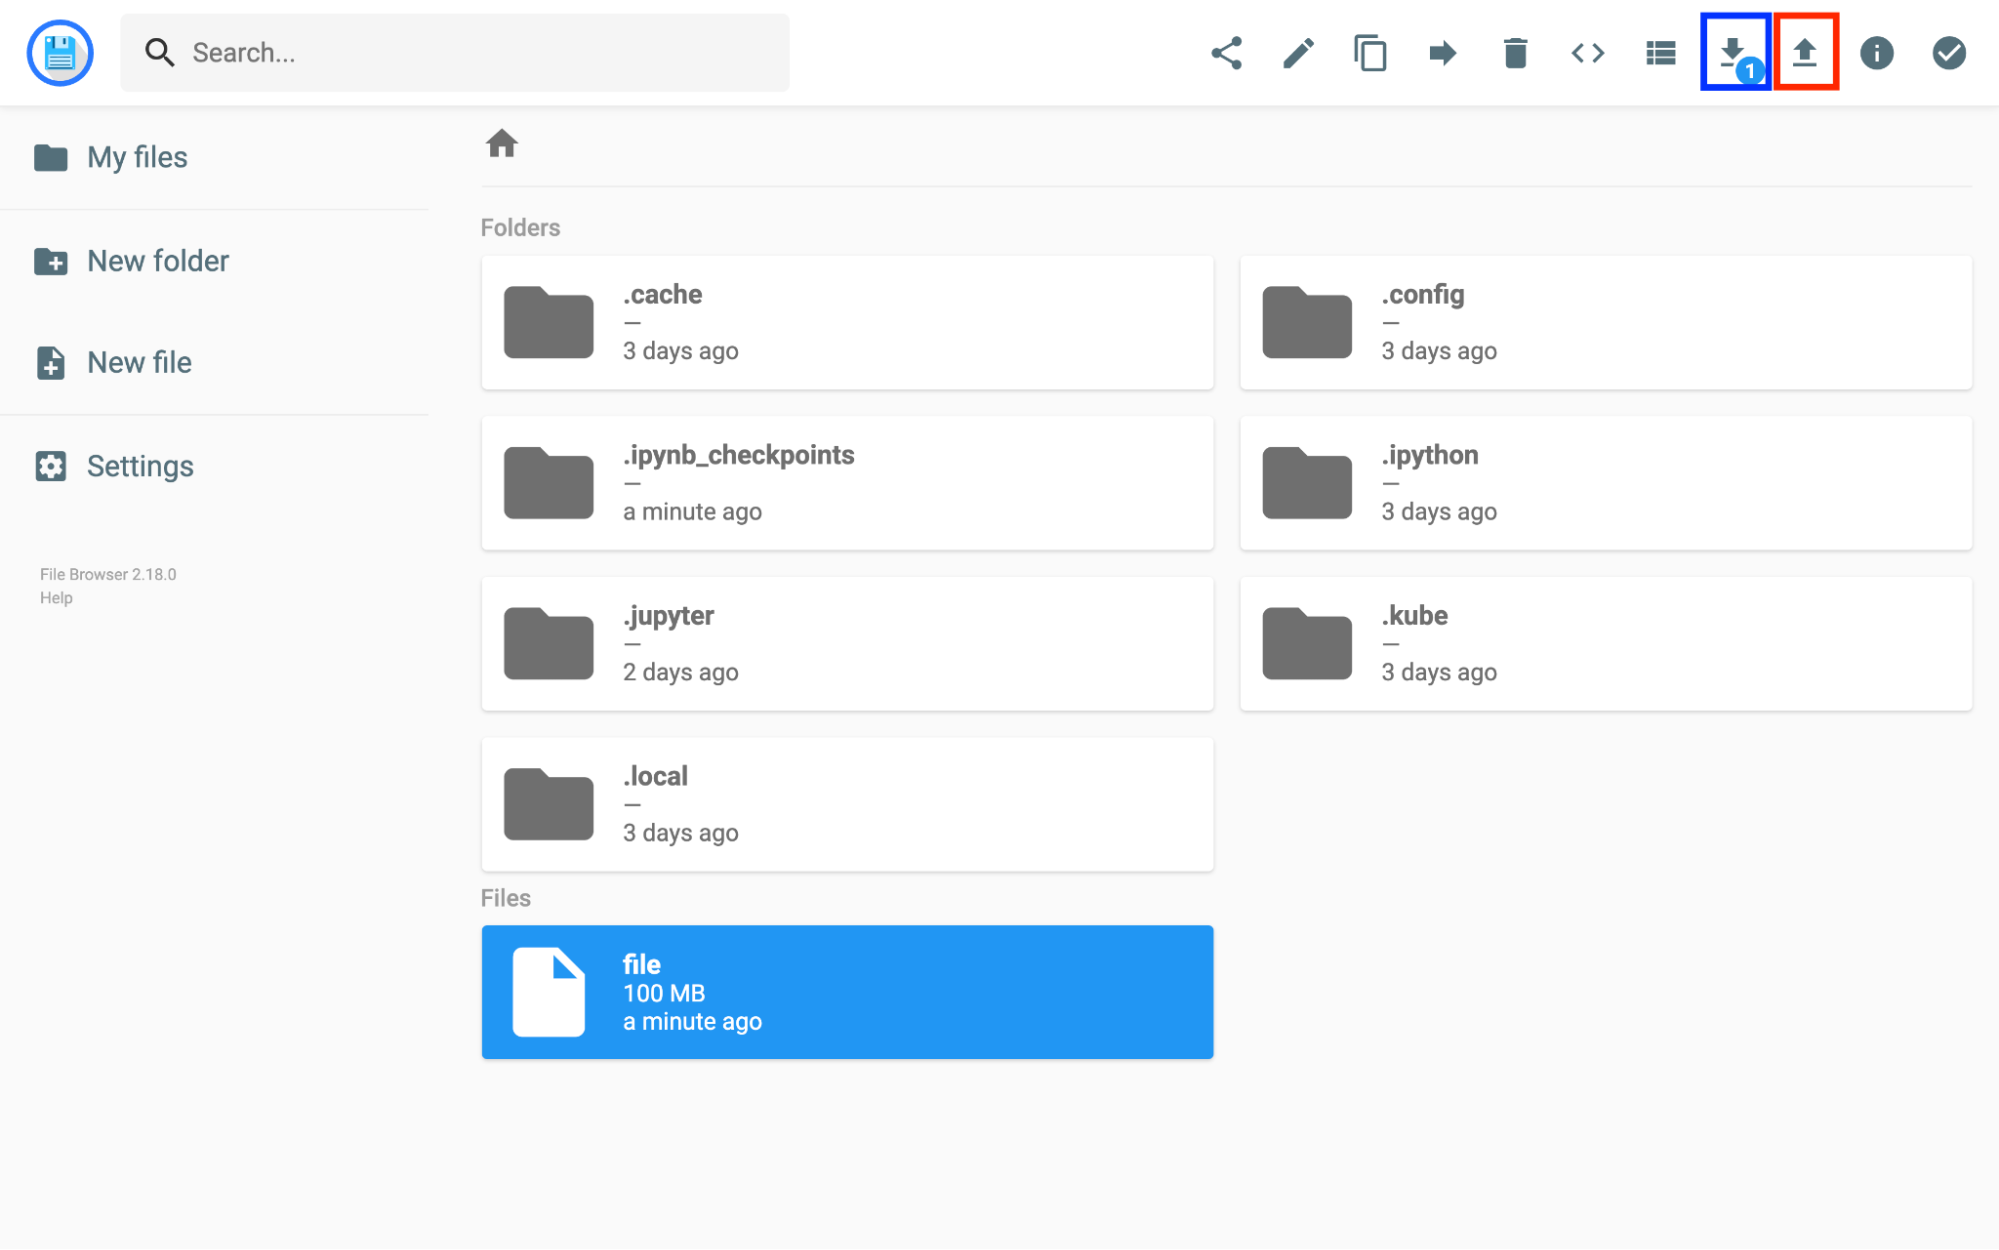 Search...
1
My files
New folder
New file
Settings
File Browser 2.18.0
Help
Folders
.cache
—
3 days ago
.config
—
3 days ago
.ipynb_checkpoints
—
a minute ago
.ipython
—
3 days ago
.jupyter
—
2 days ago
.kube
—
3 days ago
.local
—
3 days ago
Files
file
100 MB
a minute ago